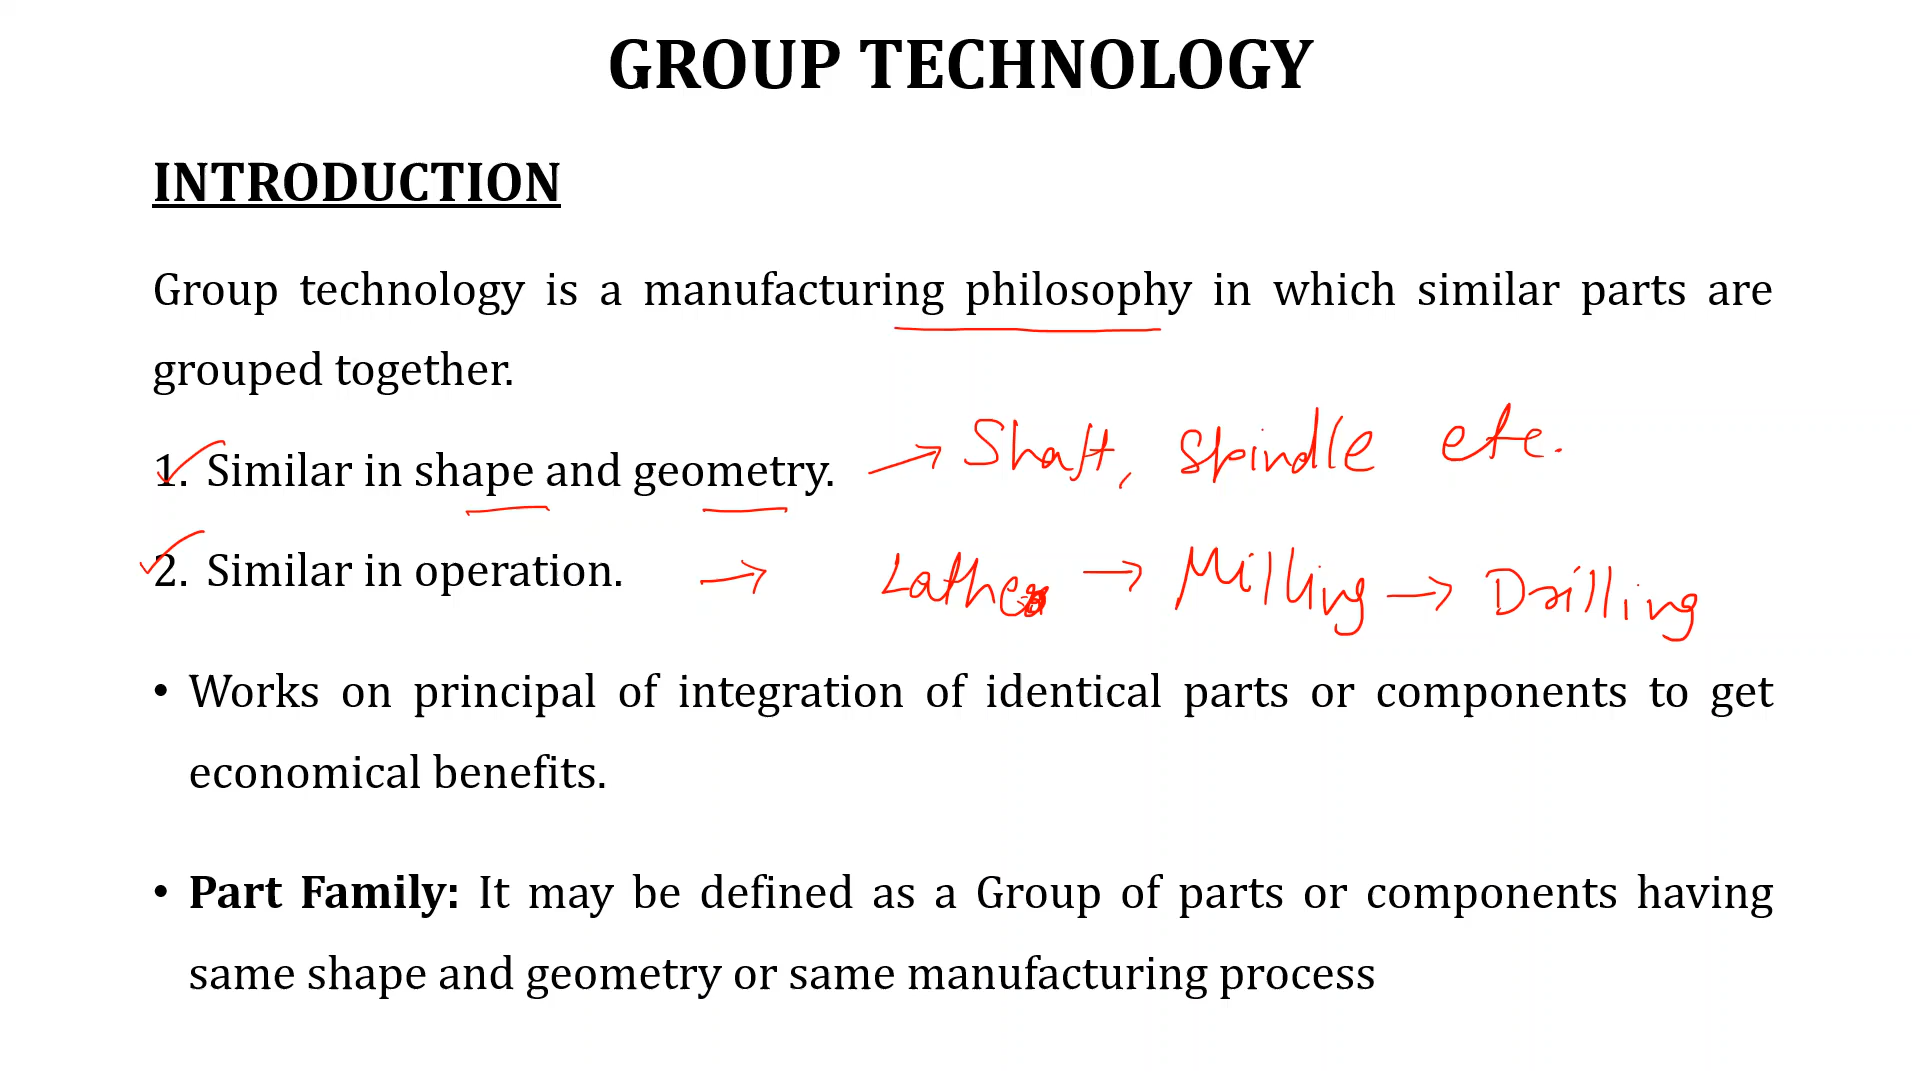 GROUP TECHNOLOGY
INTRODUCTION
Group technology is a manufacturing philosophy in which similar parts are
grouped together.
1. Similar in shape and geometry. → Shaft, Spindle etc.
2. Similar in operation. → Lathe → Milling → Drilling
• Works on principal of integration of identical parts or components to get
economical benefits.
• Part Family: It may be defined as a Group of parts or components having
same shape and geometry or same manufacturing process